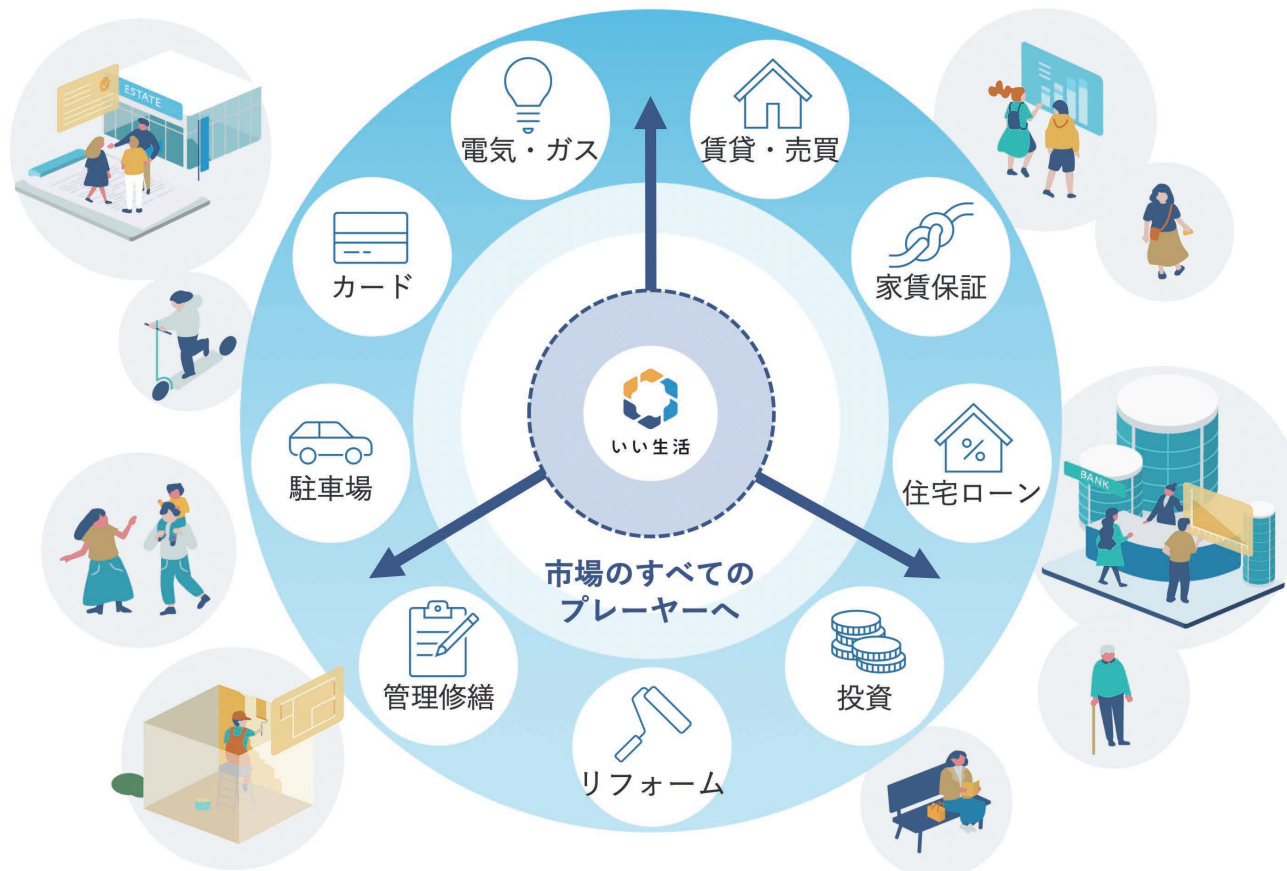 ESTATE
電気・ガス
賃貸・売買
カード
家賃保証
いい生活
駐車場
住宅ローン
BANK
市場のすべての
プレーヤーへ
管理修繕
投資
リフォーム